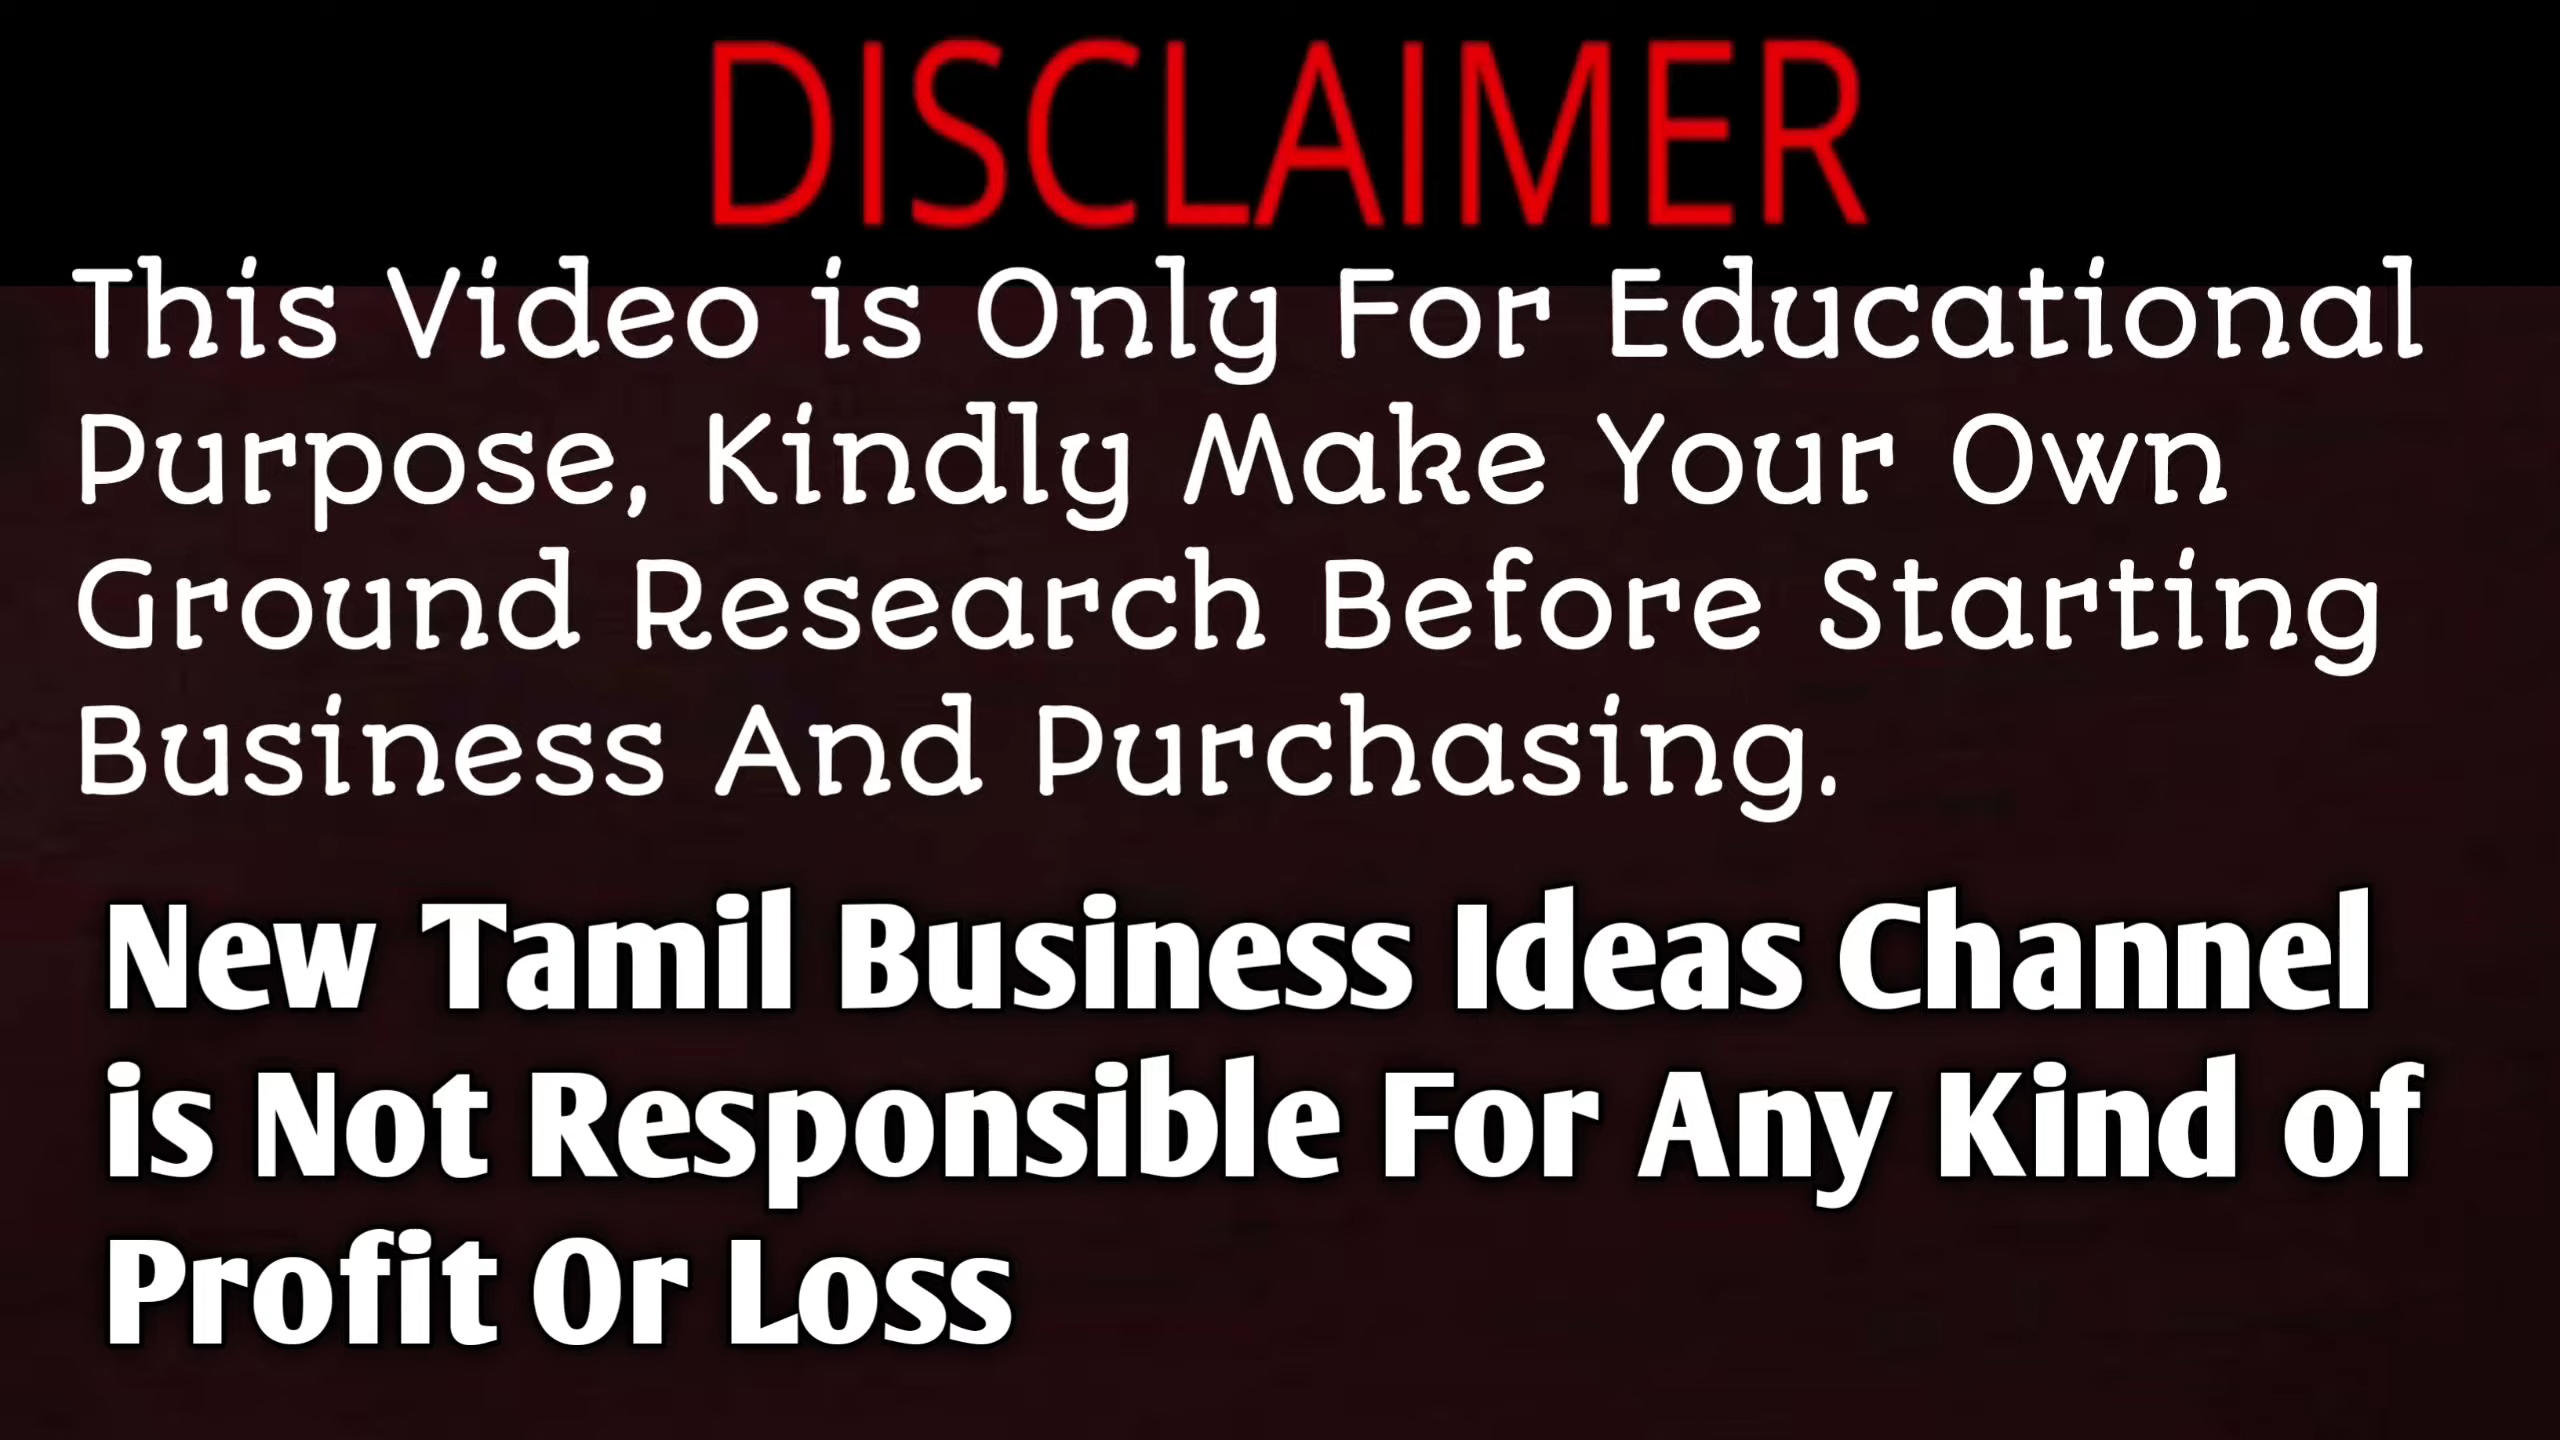 DISCLAIMER
This Video is Only For Educational
Purpose, Kindly Make Your Own
Ground Research Before Starting
Business And Purchasing.
New Tamil Business Ideas Channel
is Not Responsible For Any Kind of
Profit Or Loss